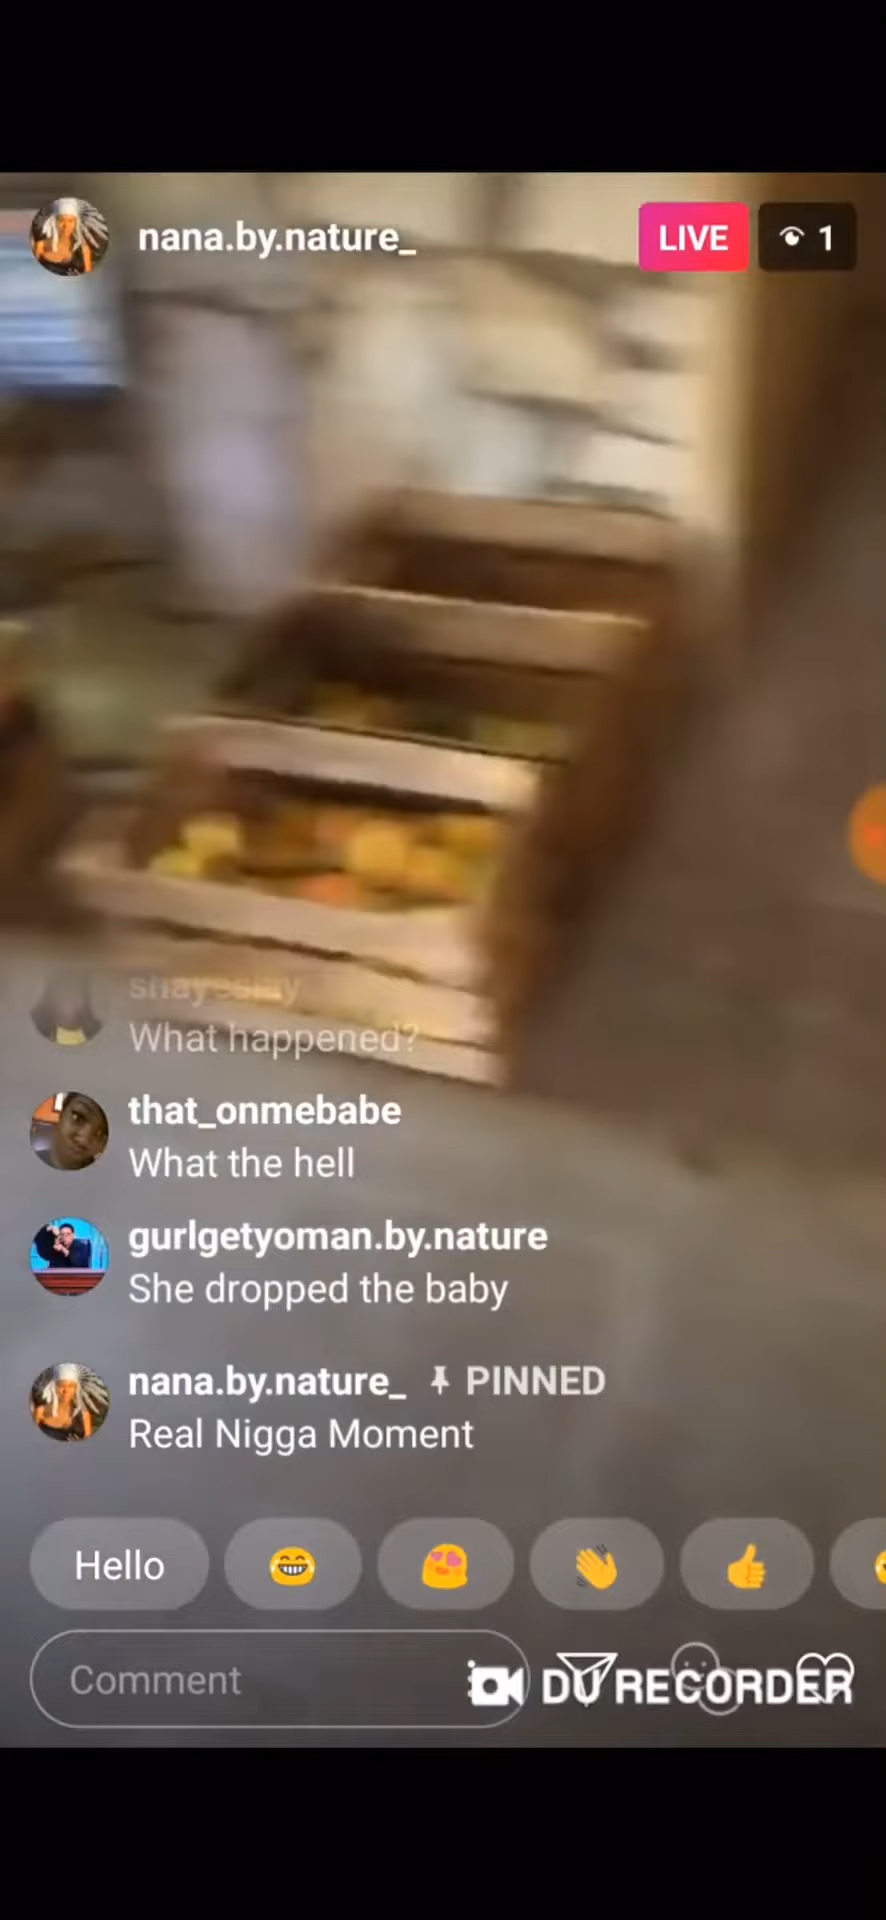 nana.by.nature_
LIVE
1
shayesslay
What happened?
that_onmebabe
What the hell
gurlgetyoman.by.nature
She dropped the baby
nana.by.nature_ PINNED
Real Nigga Moment
Hello
Comment
DU RECORDER